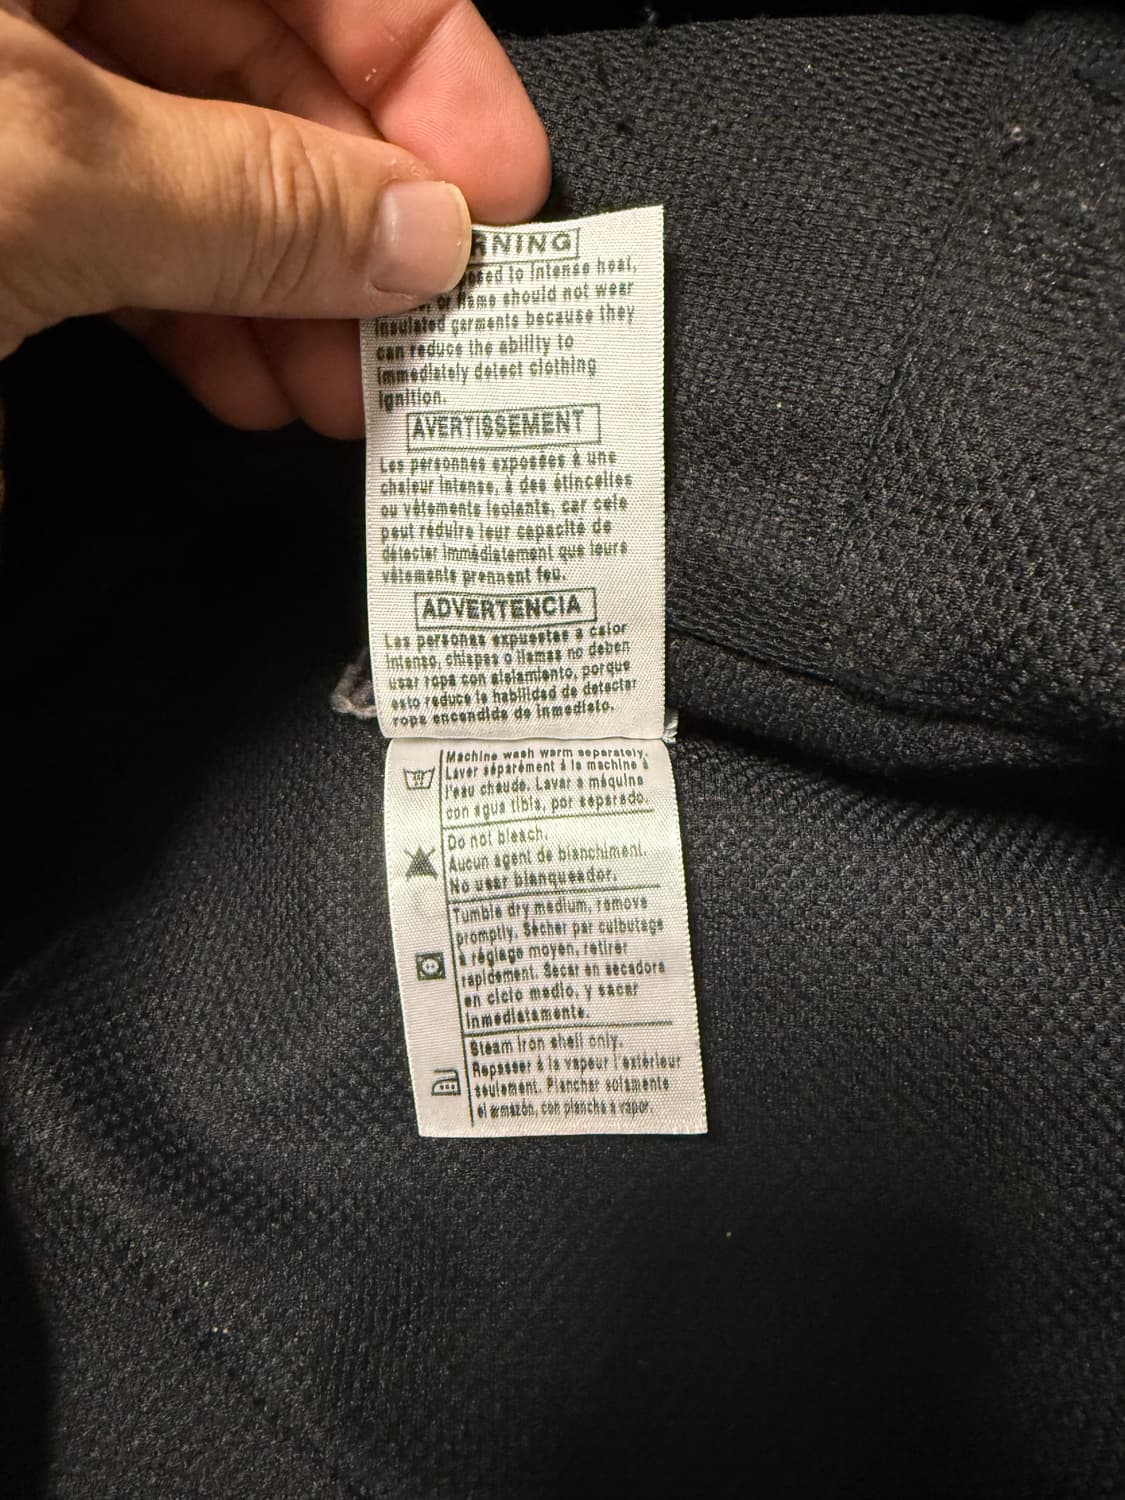 RNING
osed to intense heat,
or flame should not wear
insulated garments because they
can reduce the ability to
immediately detect clothing
ignition.
AVERTISSEMENT
Les personnes exposées à une
chaleur intense, à des étincelles
ou vêtements isolants, car cele
peut réduire leur capacité de
détecter immédiatement que leurs
vêtements prennent feu.
ADVERTENCIA
Las personas expuestas a calor
intenso, chispas o llamas no deben
usar ropa con aislamiento, porque
esto reduce la habilidad de detectar
ropa encendida de inmediato.
Machine wash warm separately.
Laver séparément à la machine à
l'eau chaude. Lavar a máquina
con agua tibia, por separado.
Do not bleach.
Aucun agent de blanchiment.
No usar blanqueador.
Tumble dry medium, remove
promptly. Sécher par culbutage
à réglage moyen, retirer
rapidement. Secar en secadora
en ciclo medio, y sacar
inmediatamente.
Steam iron shell only.
Repasser à la vapeur l'extérieur
seulement. Planchar solamente
el armazón, con plancha a vapor.